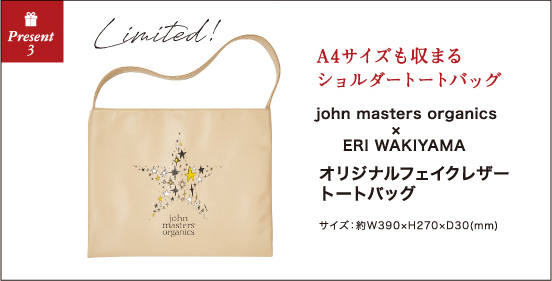 Present
3
Limited!
A4サイズも収まる
ショルダートートバッグ
john masters organics
×
ERI WAKIYAMA
オリジナルフェイクレザー
トートバッグ
サイズ：約W390×H270×D30(mm)
john
masters
organics